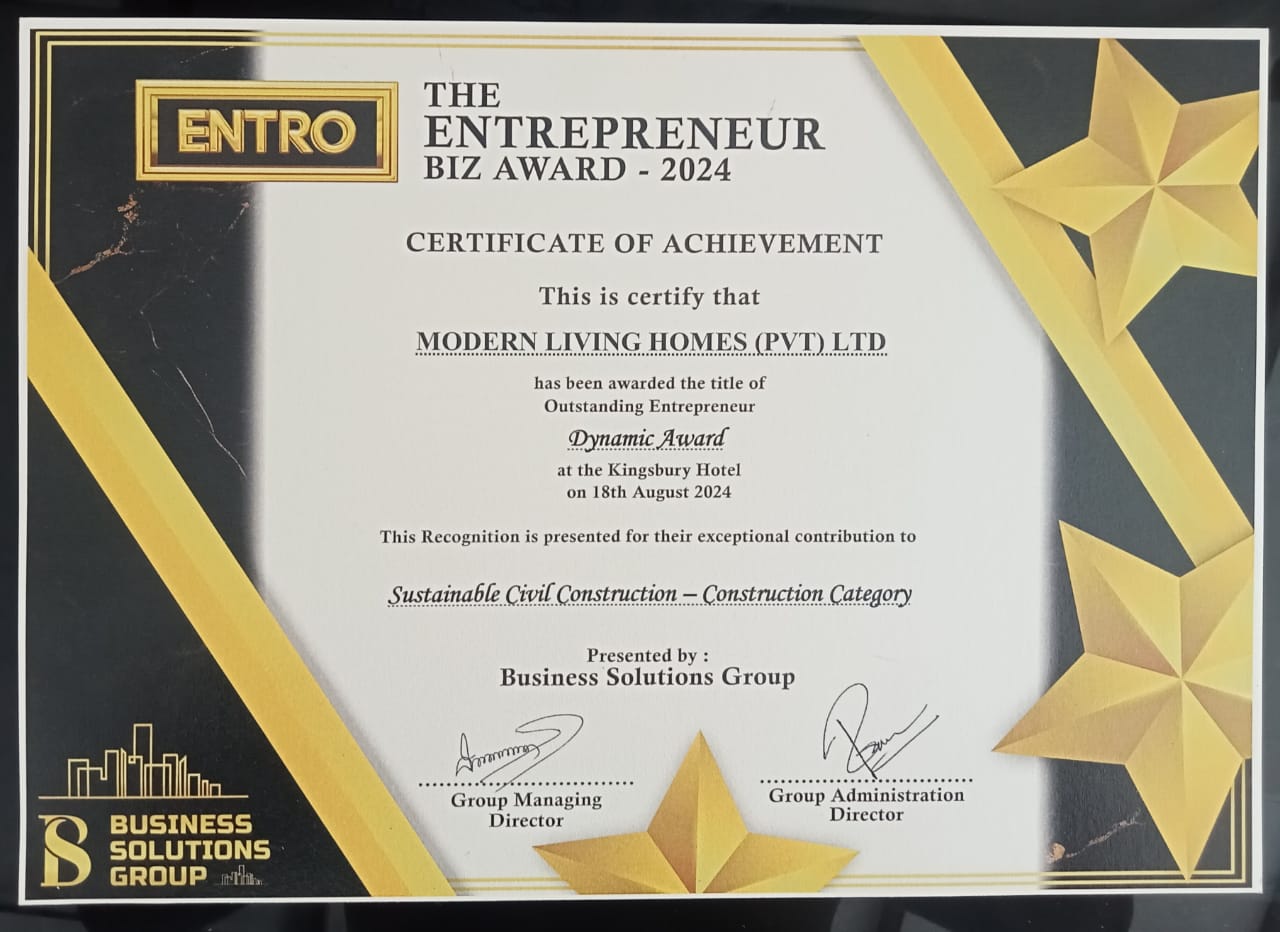 ENTRO
THE
ENTREPRENEUR
BIZ AWARD - 2024
CERTIFICATE OF ACHIEVEMENT
This is certify that
MODERN LIVING HOMES (PVT) LTD
has been awarded the title of
Outstanding Entrepreneur
Dynamic Award
at the Kingsbury Hotel
on 18th August 2024
This Recognition is presented for their exceptional contribution to
Sustainable Civil Construction – Construction Category
Presented by :
Business Solutions Group
Group Managing
Director
Group Administration
Director
BS
BUSINESS
SOLUTIONS
GROUP